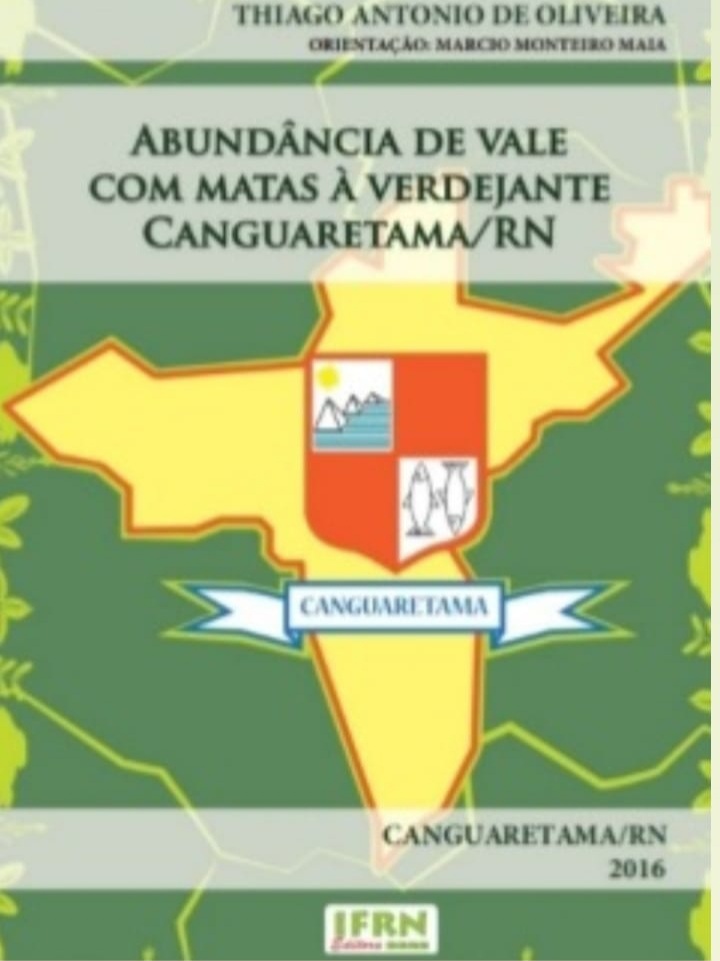 THIAGO ANTONIO DE OLIVEIRA
ORIENTAÇÃO: MARCIO MONTEIRO MAIA
ABUNDÂNCIA DE VALE
COM MATAS À VERDEJANTE
CANGUARETAMA/RN
CANGUARETAMA
CANGUARETAMA/RN
2016
IFRN
Editora